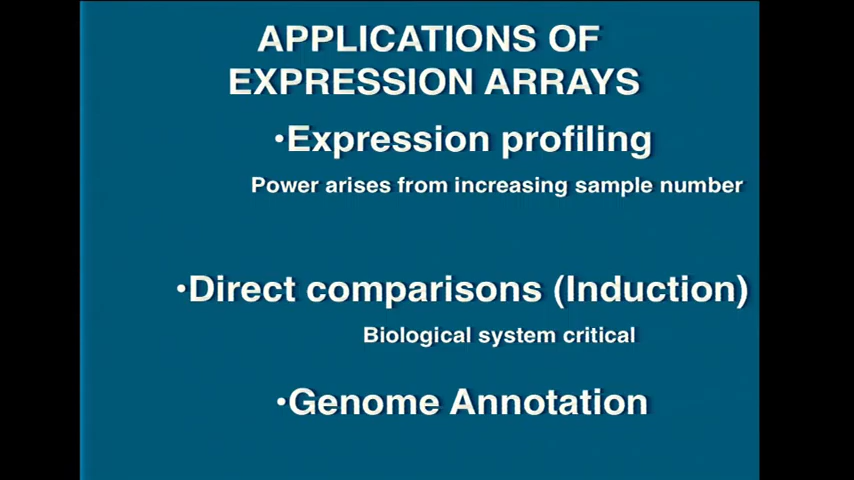 APPLICATIONS OF
EXPRESSION ARRAYS
•Expression profiling
Power arises from increasing sample number
•Direct comparisons (Induction)
Biological system critical
•Genome Annotation